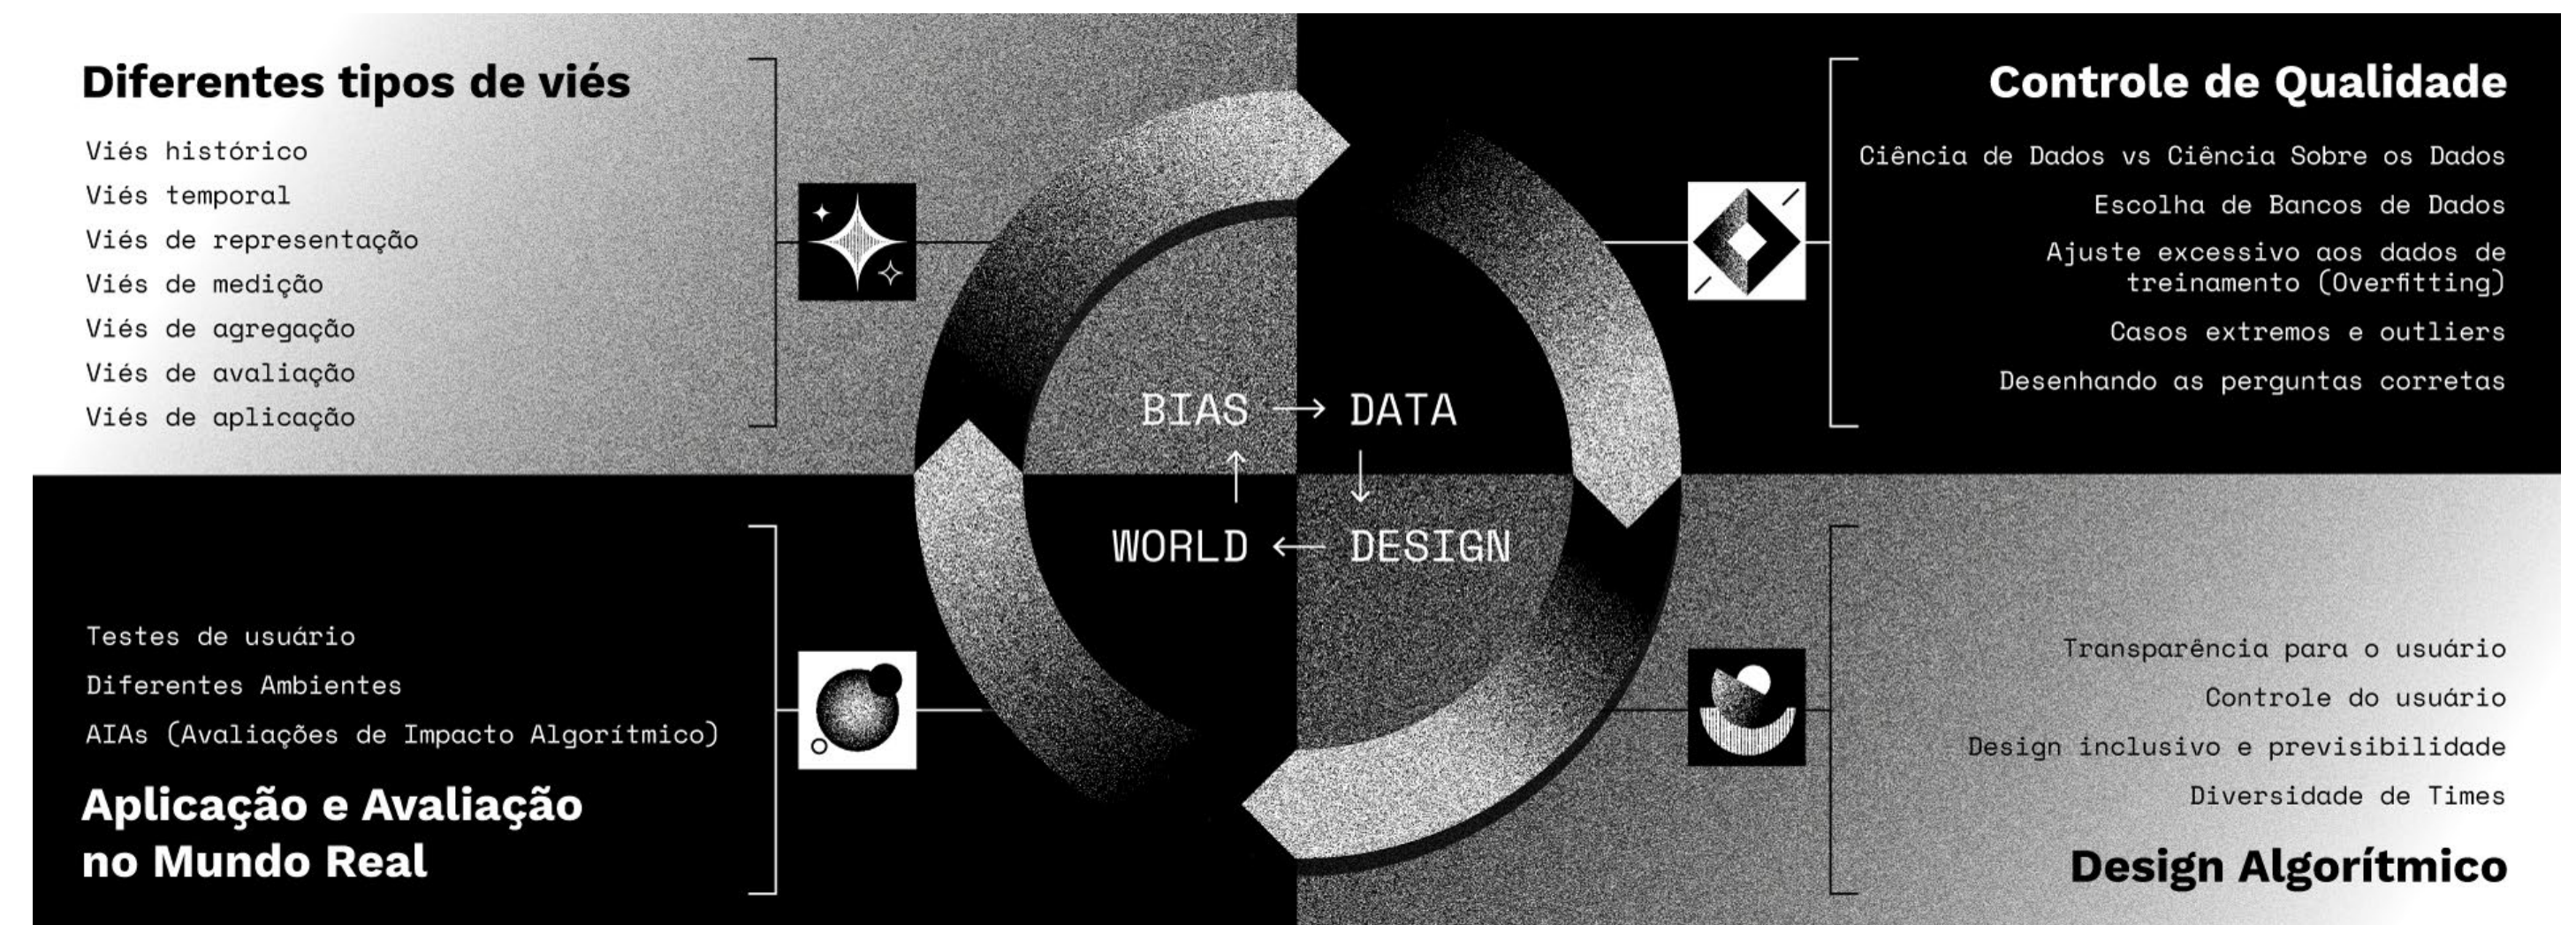 Diferentes tipos de viés
Viés histórico
Viés temporal
Viés de representação
Viés de medição
Viés de agregação
Viés de avaliação
Viés de aplicação
Controle de Qualidade
Ciência de Dados vs Ciência Sobre os Dados
Escolha de Bancos de Dados
Ajuste excessivo aos dados de
treinamento (Overfitting)
Casos extremos e outliers
Desenhando as perguntas corretas
BIAS → DATA
↑ ↓
WORLD ← DESIGN
Testes de usuário
Diferentes Ambientes
AIAs (Avaliações de Impacto Algorítmico)
Aplicação e Avaliação
no Mundo Real
Transparência para o usuário
Controle do usuário
Design inclusivo e previsibilidade
Diversidade de Times
Design Algorítmico